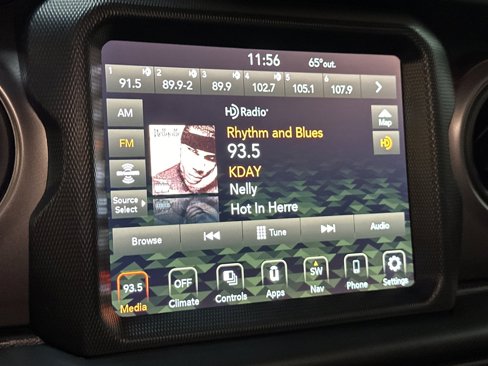 11:56 65°out.
1 2 3 4 5 6
91.5 89.9-2 89.9 102.7 105.1 107.9
AM
HD Radio
Map
FM
Rhythm and Blues
HD
93.5
KDAY
Nelly
Source
Select
Hot In Herre
Browse Tune Audio
93.5 OFF SW
Media Climate Controls Apps Nav Phone Settings